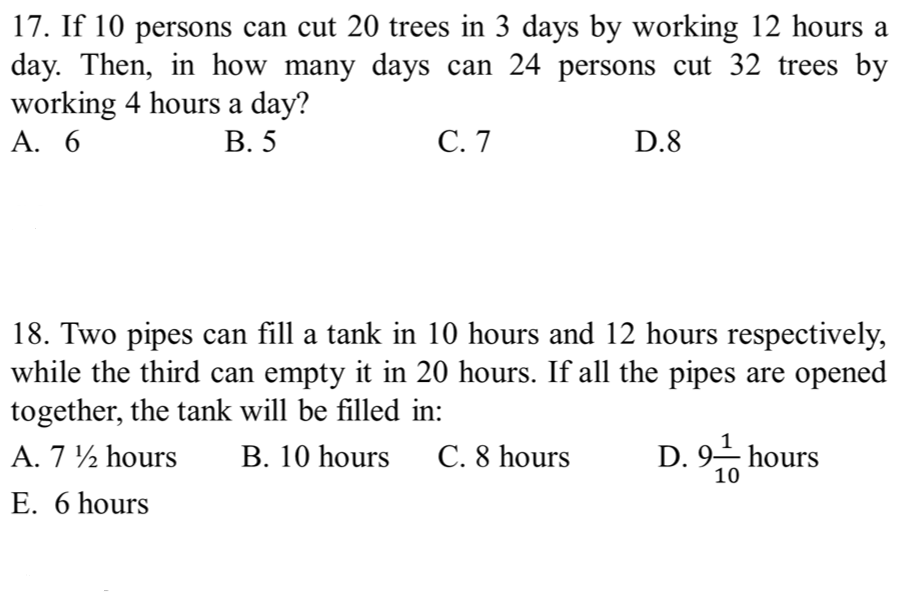 17. If 10 persons can cut 20 trees in 3 days by working 12 hours a
day. Then, in how many days can 24 persons cut 32 trees by
working 4 hours a day?
A. 6 B. 5 C. 7 D.8
18. Two pipes can fill a tank in 10 hours and 12 hours respectively,
while the third can empty it in 20 hours. If all the pipes are opened
together, the tank will be filled in:
A. 7 ½ hours B. 10 hours C. 8 hours D. 9 1/10 hours
E. 6 hours